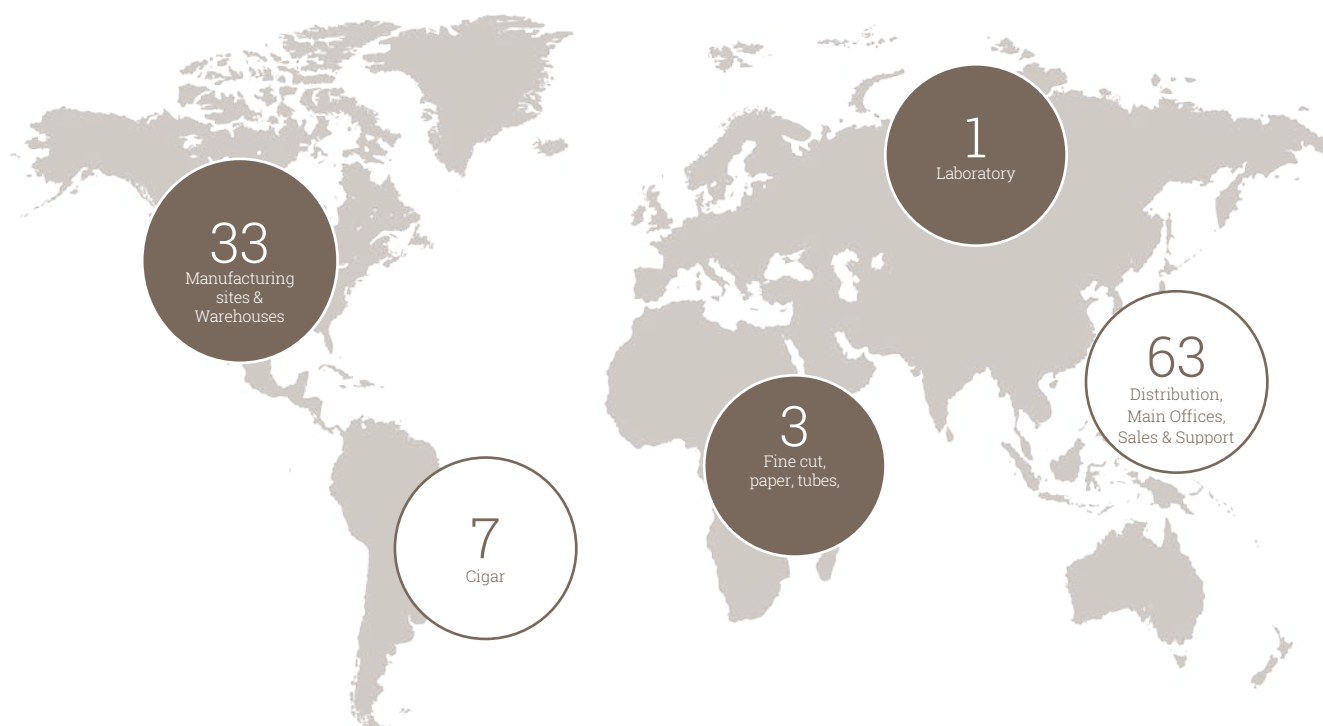 1
Laboratory
33
Manufacturing
sites &
Warehouses
63
Distribution,
Main Offices,
Sales & Support
3
Fine cut,
paper, tubes,
7
Cigar